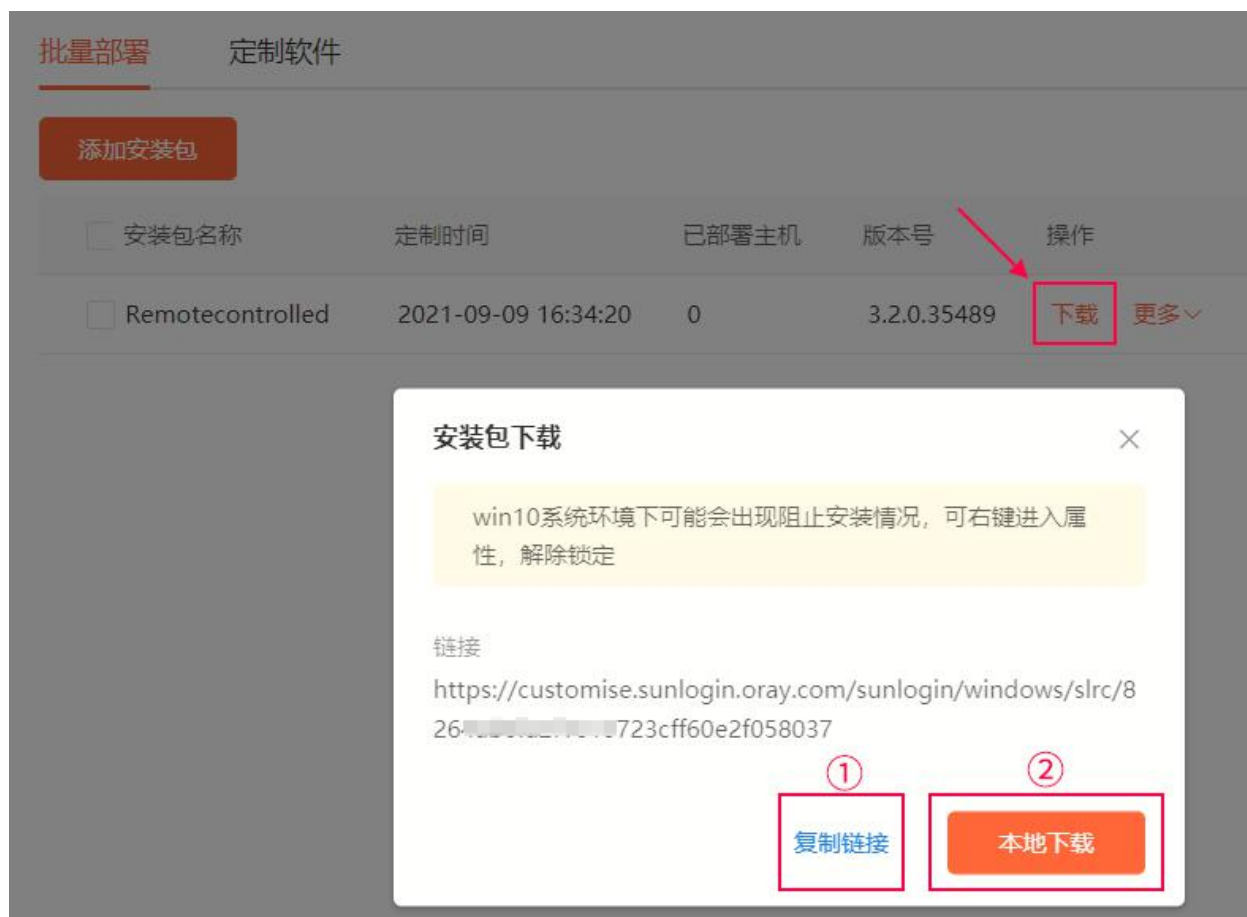 批量部署 定制软件
添加安装包
安装包名称 定制时间 已部署主机 版本号 操作
Remotecontrolled 2021-09-09 16:34:20 0 3.2.0.35489 下载 更多
安装包下载
win10系统环境下可能会出现阻止安装情况，可右键进入属
性，解除锁定
链接
https://customise.sunlogin.oray.com/sunlogin/windows/slrc/8
264 723cff60e2f058037
① ②
复制链接 本地下载